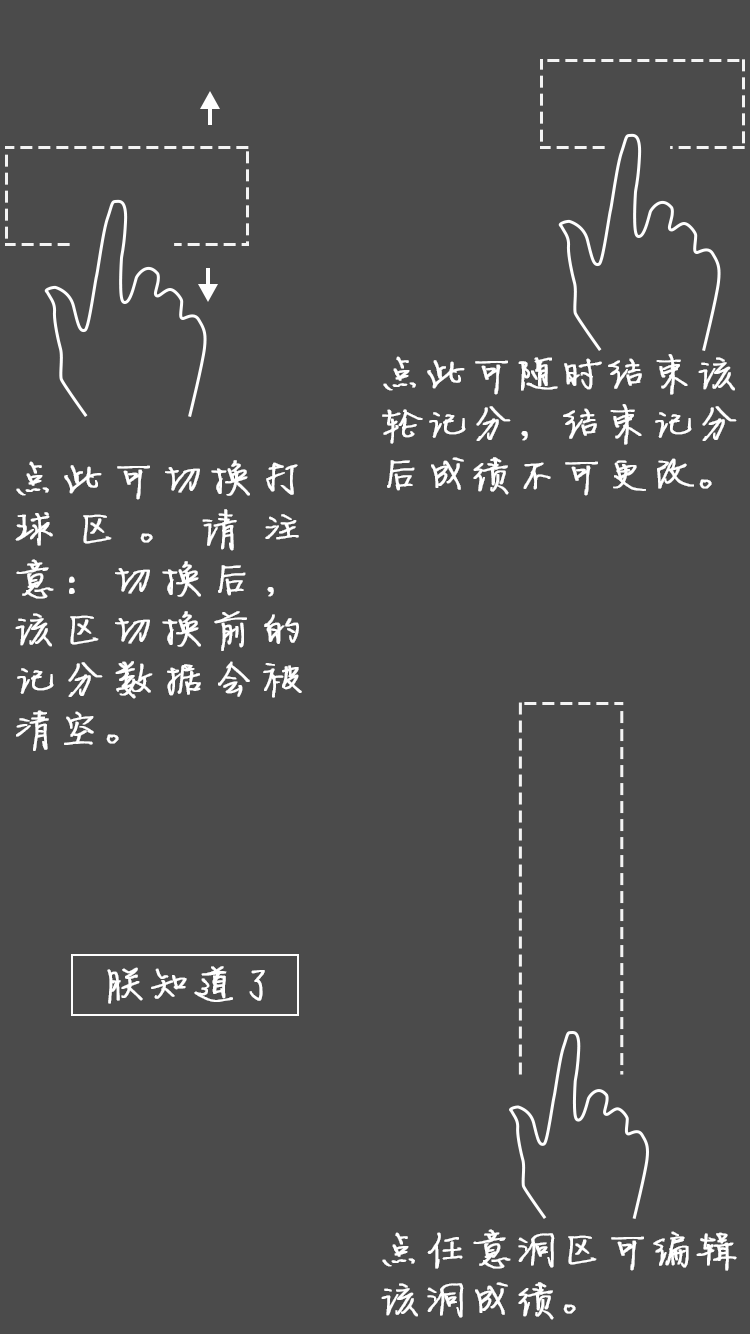 点此可切换打
球区。请注
意：切换后，
该区切换前的
记分数据会被
清空。
点此可随时结束该
轮记分，结束记分
后成绩不可更改。
朕知道了
点任意洞区可编辑
该洞成绩。